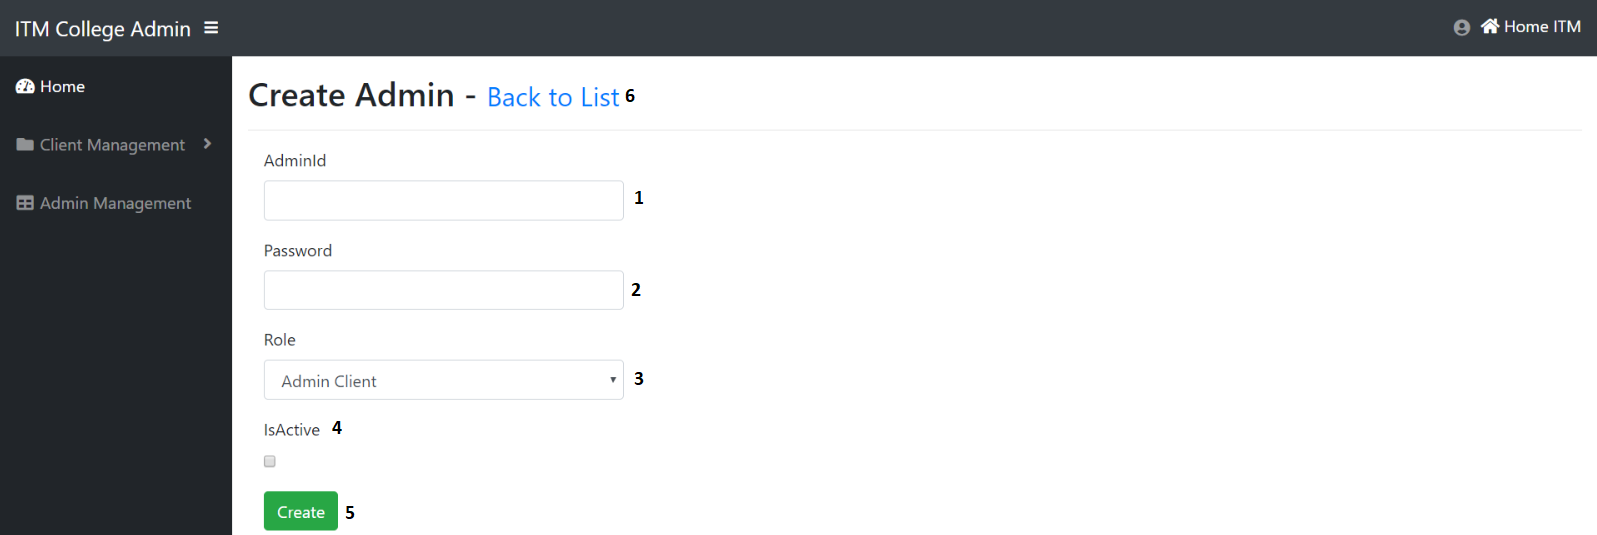 ITM College Admin
Home ITM
Home
Client Management
Admin Management
Create Admin - Back to List 6
AdminId
1
Password
2
Role
Admin Client 3
IsActive 4
Create 5